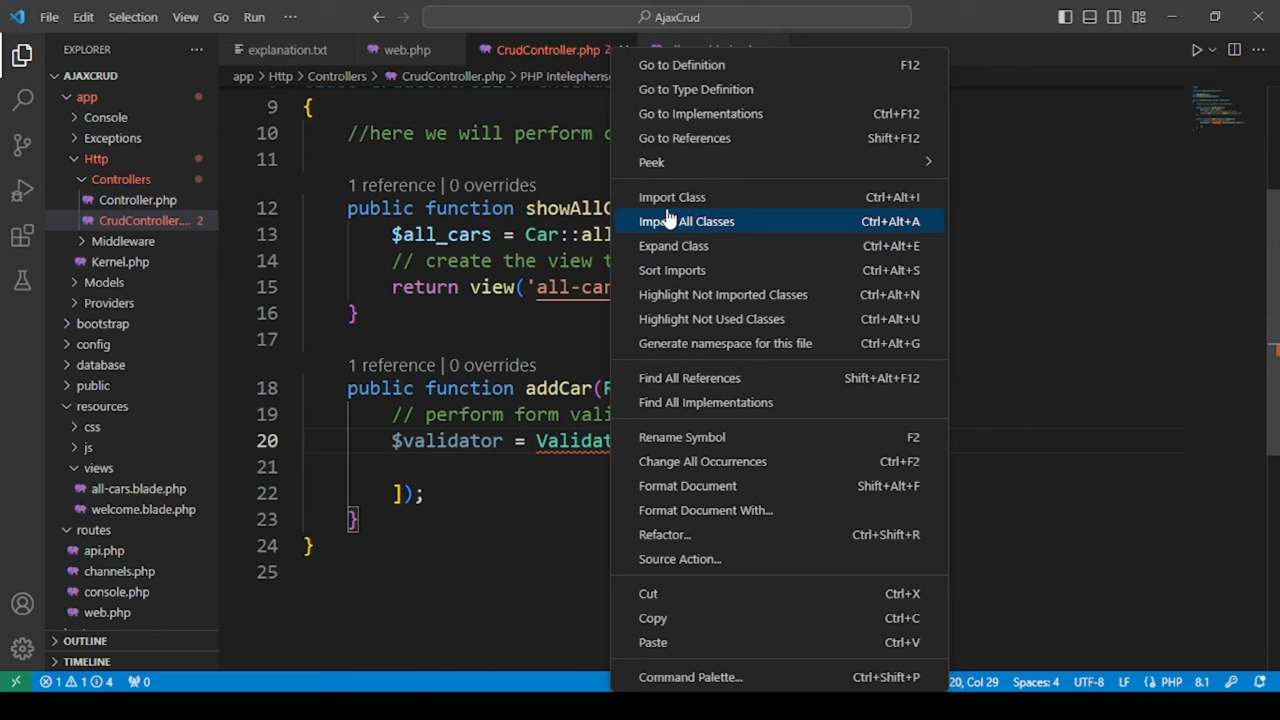 File Edit Selection View Go Run ··· AjaxCrud
EXPLORER ···
explanation.txt web.php CrudController.php 2
AJAXCRUD
app
Console
Exceptions
Http
Controllers
Controller.php
CrudController.... 2
Middleware
Kernel.php
Models
Providers
bootstrap
config
database
public
resources
css
js
views
all-cars.blade.php
welcome.blade.php
routes
api.php
channels.php
console.php
web.php
OUTLINE
TIMELINE
app > Http > Controllers > CrudController.php > PHP Intelephens
9 {
10 //here we will perform
11
1 reference | 0 overrides
12 public function
13 $all_cars = Car::all
14 // create the view
15 return view('all-car
16 }
17
1 reference | 0 overrides
18 public function addCar(
19 // perform form
20 $validator =
21
22 ]);
23 }
24 }
25
Go to Definition F12
Go to Type Definition
Go to Implementations Ctrl+F12
Go to References Shift+F12
Peek
Import Class Ctrl+Alt+I
Import All Classes Ctrl+Alt+A
Expand Class Ctrl+Alt+E
Sort Imports Ctrl+Alt+S
Highlight Not Imported Classes Ctrl+Alt+N
Highlight Not Used Classes Ctrl+Alt+U
Generate namespace for this file Ctrl+Alt+G
Find All References Shift+Alt+F12
Find All Implementations
Rename Symbol F2
Change All Occurrences Ctrl+F2
Format Document Shift+Alt+F
Format Document With...
Refactor... Ctrl+Shift+R
Source Action...
Cut Ctrl+X
Copy Ctrl+C
Paste Ctrl+V
Command Palette... Ctrl+Shift+P
1 1 4 0 20, Col 29 Spaces: 4 UTF-8 LF PHP 8.1